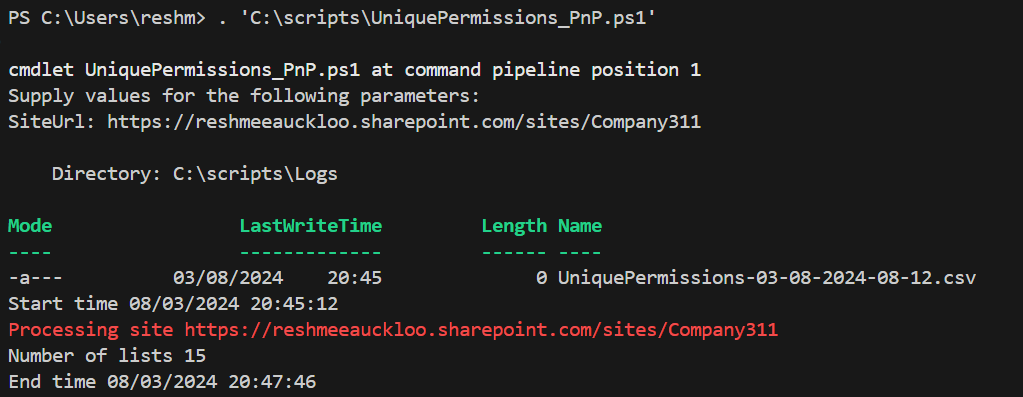 PS C:\Users\reshm> . 'C:\scripts\UniquePermissions_PnP.ps1'
cmdlet UniquePermissions_PnP.ps1 at command pipeline position 1
Supply values for the following parameters:
SiteUrl: https://reshmeeauckloo.sharepoint.com/sites/Company311
Directory: C:\scripts\Logs
Mode                 LastWriteTime         Length Name
----                 -------------         ------ ----
-a---          03/08/2024    20:45              0 UniquePermissions-03-08-2024-08-12.csv
Start time 08/03/2024 20:45:12
Processing site https://reshmeeauckloo.sharepoint.com/sites/Company311
Number of lists 15
End time 08/03/2024 20:47:46